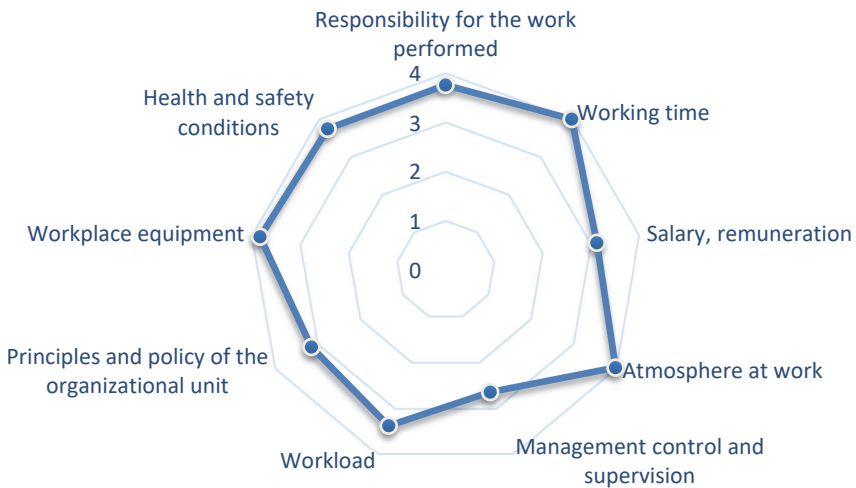 Responsibility for the work
performed
4
Health and safety
conditions
Working time
3
2
1
Workplace equipment
Salary, remuneration
0
Principles and policy of the
organizational unit
Atmosphere at work
Management control and
supervision
Workload